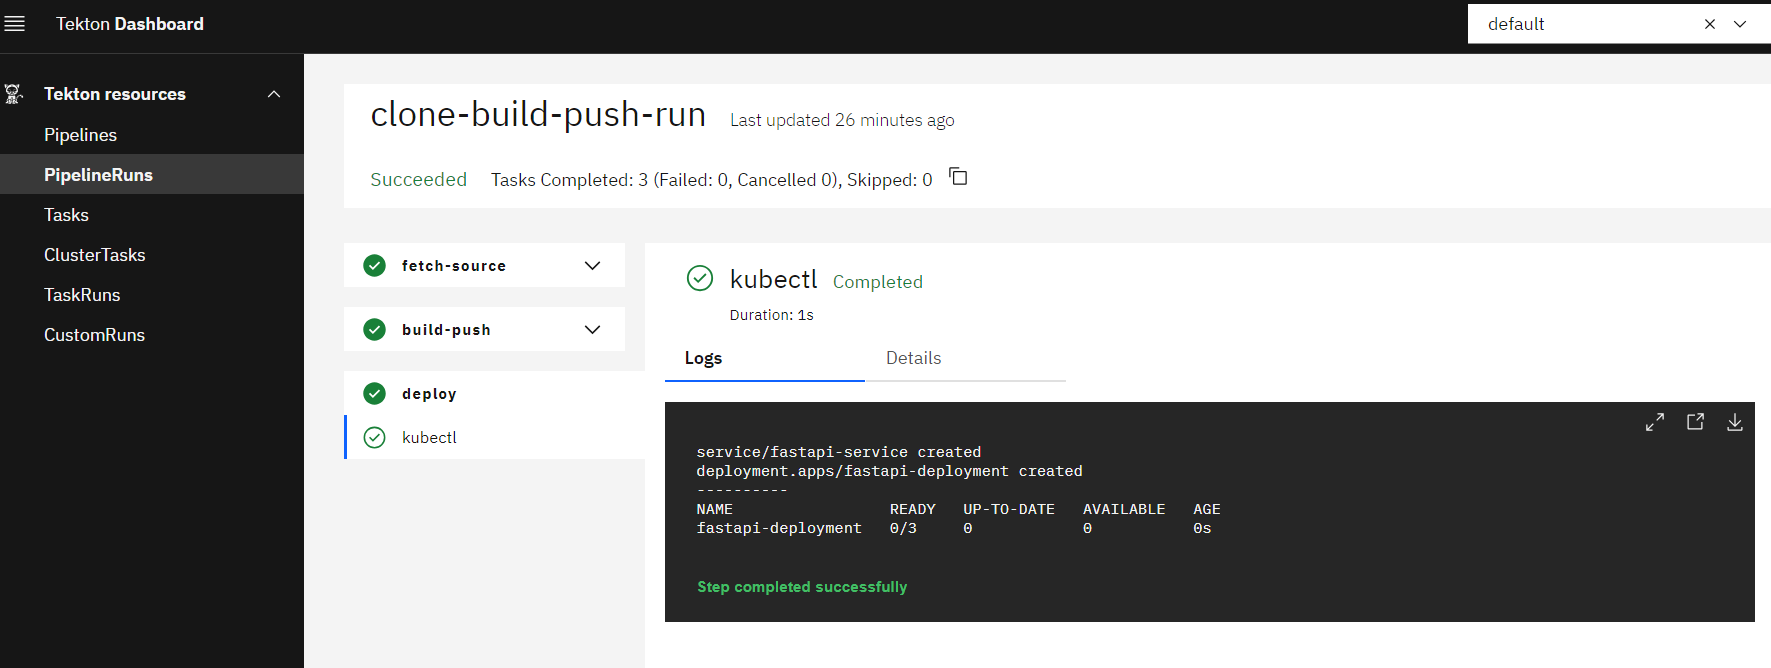 Tekton Dashboard
default
Tekton resources
Pipelines
PipelineRuns
Tasks
ClusterTasks
TaskRuns
CustomRuns
clone-build-push-run Last updated 26 minutes ago
Succeeded Tasks Completed: 3 (Failed: 0, Cancelled 0), Skipped: 0
fetch-source
build-push
deploy
kubectl
kubectl Completed
Duration: 1s
Logs Details
service/fastapi-service created
deployment.apps/fastapi-deployment created
----------
NAME READY UP-TO-DATE AVAILABLE AGE
fastapi-deployment 0/3 0 0 0s
Step completed successfully